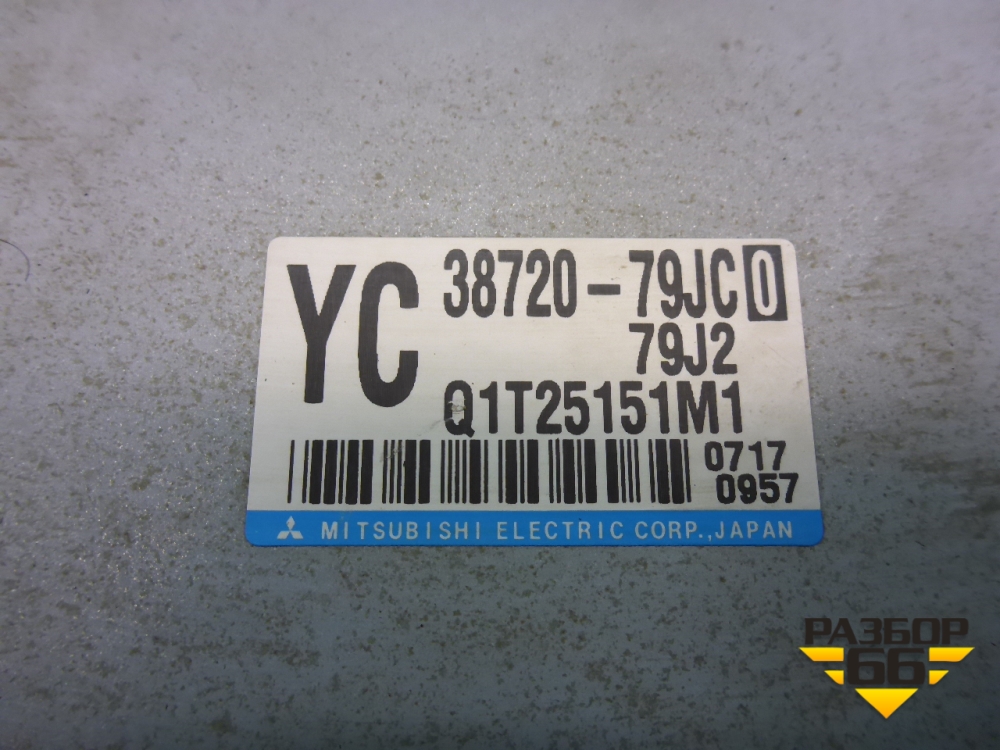 YC
38720-79JC0
79J2
Q1T25151M1
0717
0957
MITSUBISHI ELECTRIC CORP.,JAPAN
РАЗБОР
66